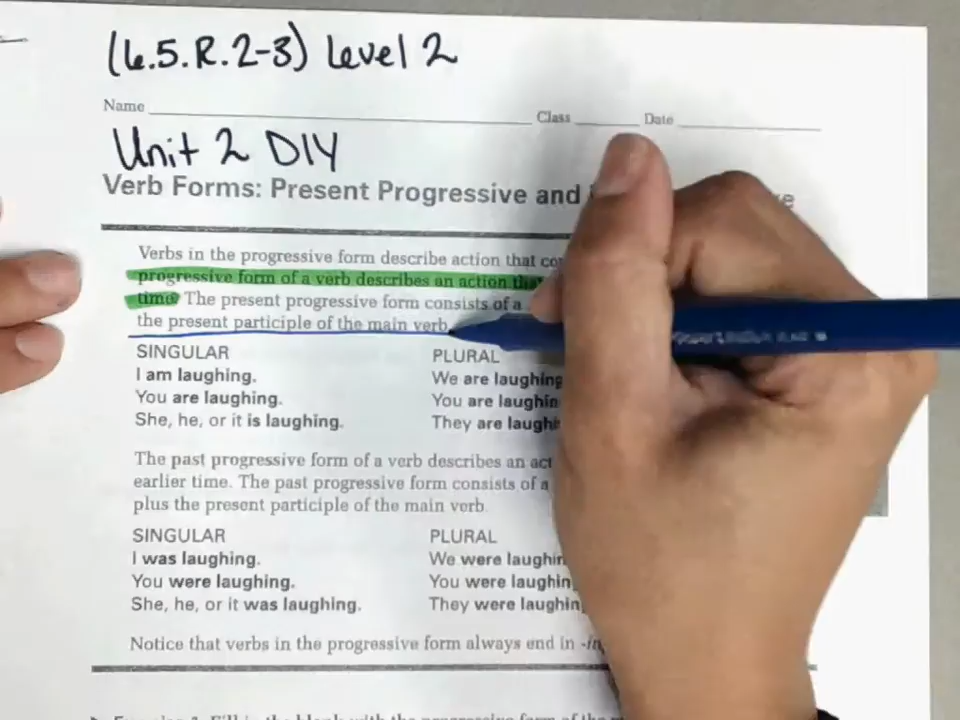 (6.5.R.2-3) Level 2
Name Class Date
Unit 2 DIY
Verb Forms: Present Progressive and
Verbs in the progressive form describe action that
progressive form of a verb describes an action
time. The present progressive form consists of a
the present participle of the main verb
SINGULAR PLURAL
I am laughing. We are laughing
You are laughing. You are
She, he, or it is laughing. They are
The past progressive form of a verb describes an
earlier time. The past progressive form consists of a
plus the present participle of the main verb.
SINGULAR PLURAL
I was laughing. We were
You were laughing. You were
She, he, or it was laughing. They were
Notice that verbs in the progressive form always end in